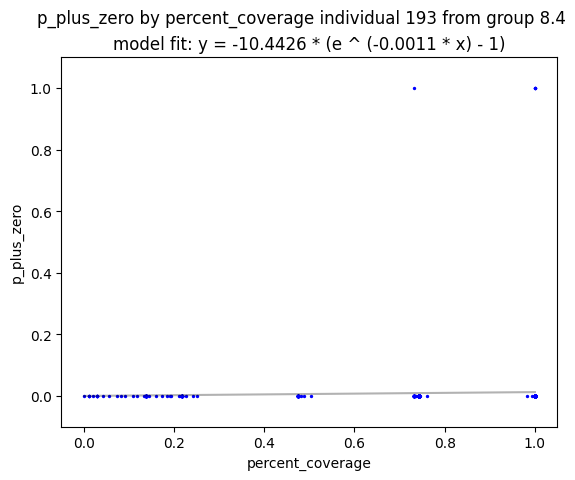 p_plus_zero by percent_coverage individual 193 from group 8.4
model fit: y = -10.4426 * (e ^ (-0.0011 * x) - 1)
1.0
0.8
0.6
0.4
0.2
0.0
p_plus_zero
0.0 0.2 0.4 0.6 0.8 1.0
percent_coverage